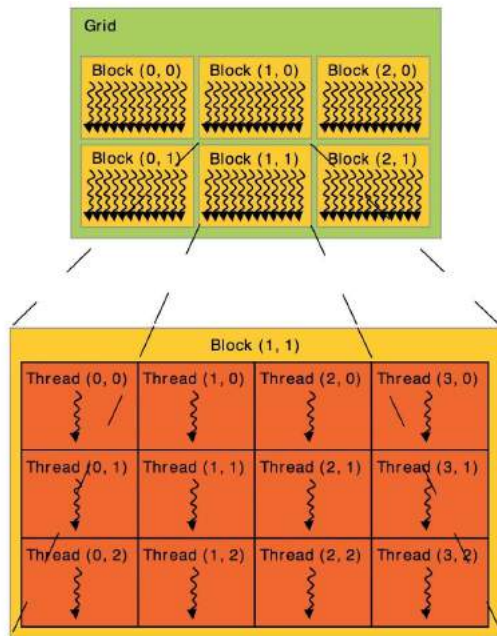 Grid
Block (0, 0) Block (1, 0) Block (2, 0)
Block (0, 1) Block (1, 1) Block (2, 1)
Block (1, 1)
Thread (0, 0) Thread (1, 0) Thread (2, 0) Thread (3, 0)
Thread (0, 1) Thread (1, 1) Thread (2, 1) Thread (3, 1)
Thread (0, 2) Thread (1, 2) Thread (2, 2) Thread (3, 2)